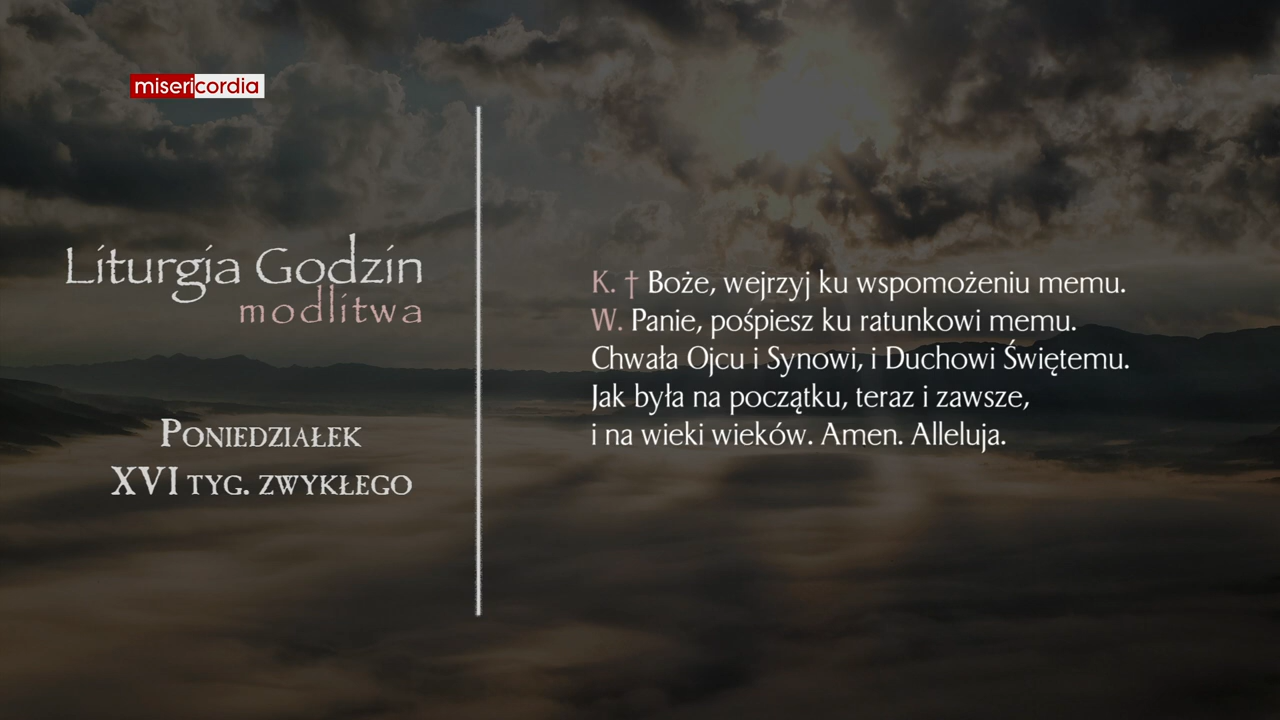 misericordia
Liturgia Godzin
modlitwa
Poniedziałek
XVI tyg. zwykłego
K. † Boże, wejrzyj ku wspomożeniu memu.
W. Panie, pośpiesz ku ratunkowi memu.
Chwała Ojcu i Synowi, i Duchowi Świętemu.
Jak była na początku, teraz i zawsze,
i na wieki wieków. Amen. Alleluja.